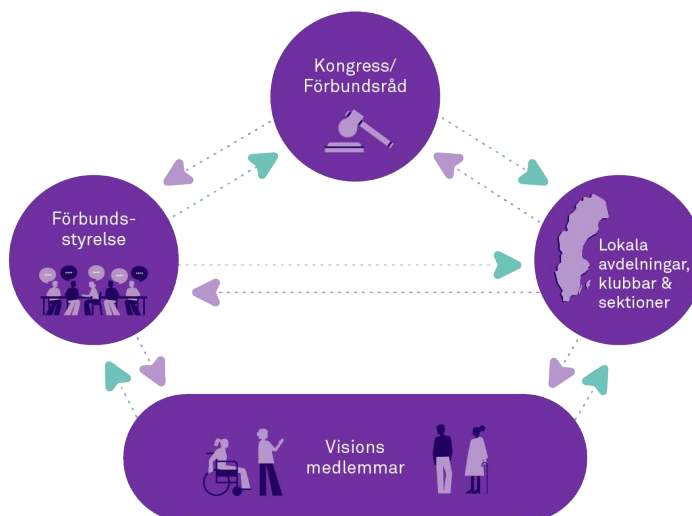 Kongress/
Förbundsråd
Förbunds-
styrelse
Lokala
avdelningar,
klubbar &
sektioner
Visions
medlemmar